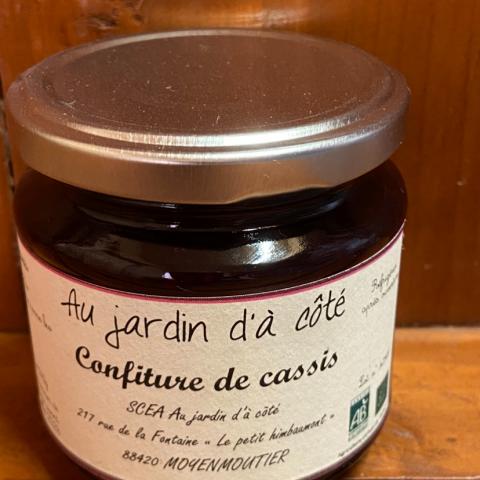 Au jardin d'à côté
Confiture de cassis
SCEA Au jardin d'à côté
217 rue de la Fontaine « Le petit himbaumont »
88420 MOYENMOUTIER
AB